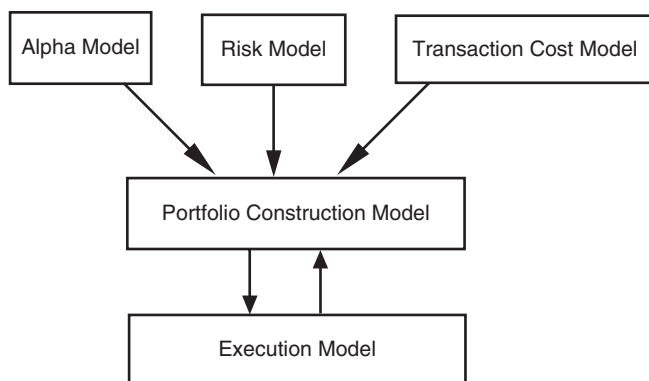 Alpha Model
Risk Model
Transaction Cost Model
Portfolio Construction Model
Execution Model